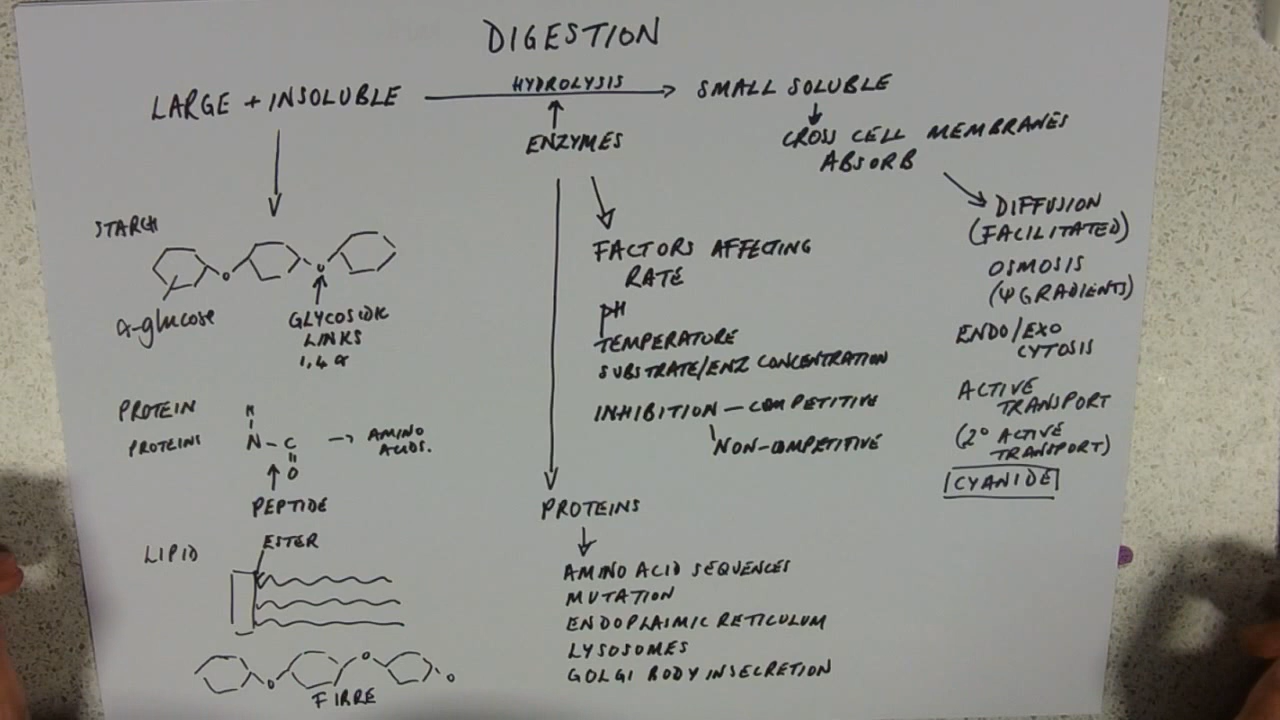 DIGESTION
LARGE + INSOLUBLE
HYDROLYSIS
SMALL SOLUBLE
ENZYMES
CROSS CELL MEMBRANES
ABSORB
STARCH
O
O
α-glucose
GLYCOSIDIC
LINKS
1,4 α
PROTEIN
PROTEINS
H
N - C
O
→ AMINO
ACIDS.
PEPTIDE
LIPID
ESTER
O
O
O
FIBRE
FACTORS AFFECTING
RATE
pH
TEMPERATURE
SUBSTRATE/ENZ CONCENTRATION
INHIBITION — COMPETITIVE
NON-COMPETITIVE
PROTEINS
AMINO ACID SEQUENCES
MUTATION
ENDOPLASMIC RETICULUM
LYSOSOMES
GOLGI BODY IN SECRETION
DIFFUSION
(FACILITATED)
OSMOSIS
(Ψ GRADIENTS)
ENDO/EXO
CYTOSIS
ACTIVE
TRANSPORT
(2° ACTIVE
TRANSPORT)
CYANIDE